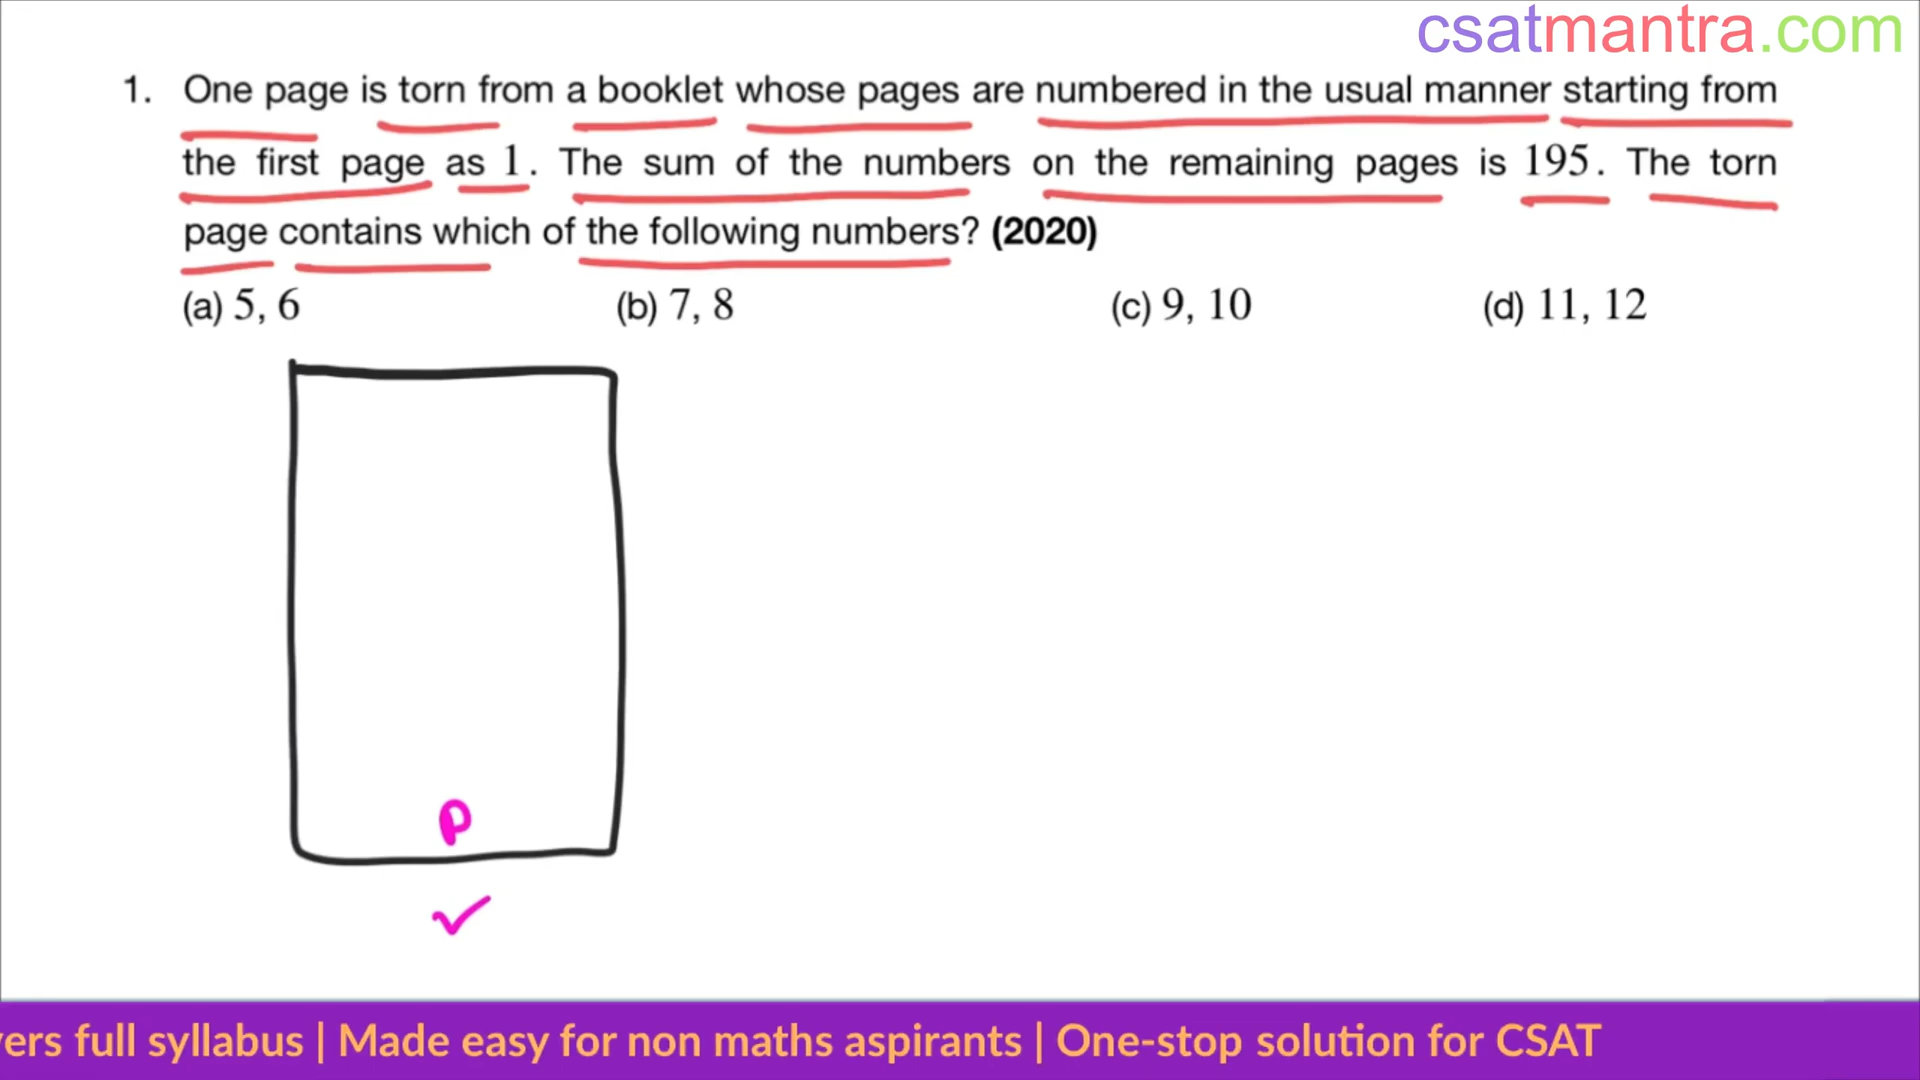 csatmantra.com
1. One page is torn from a booklet whose pages are numbered in the usual manner starting from
the first page as 1. The sum of the numbers on the remaining pages is 195. The torn
page contains which of the following numbers? (2020)
(a) 5, 6 (b) 7, 8 (c) 9, 10 (d) 11, 12
P
full syllabus | Made easy for non maths aspirants | One-stop solution for CSAT